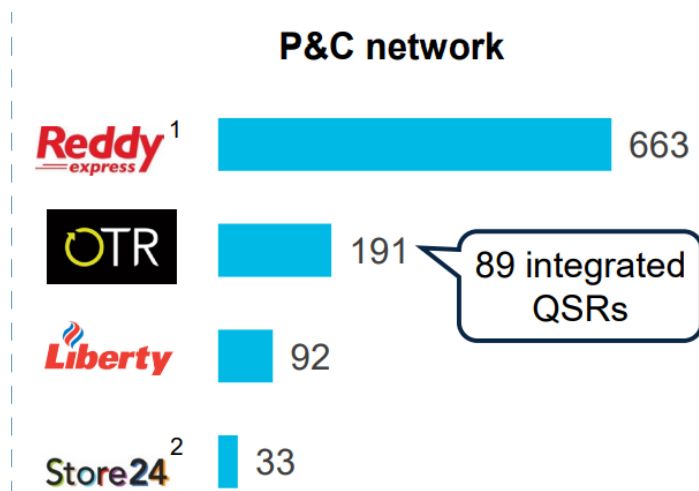 P&C network
Reddy 1
express
663
OTR
191
89 integrated
QSRs
Liberty
92
Store24 2
33